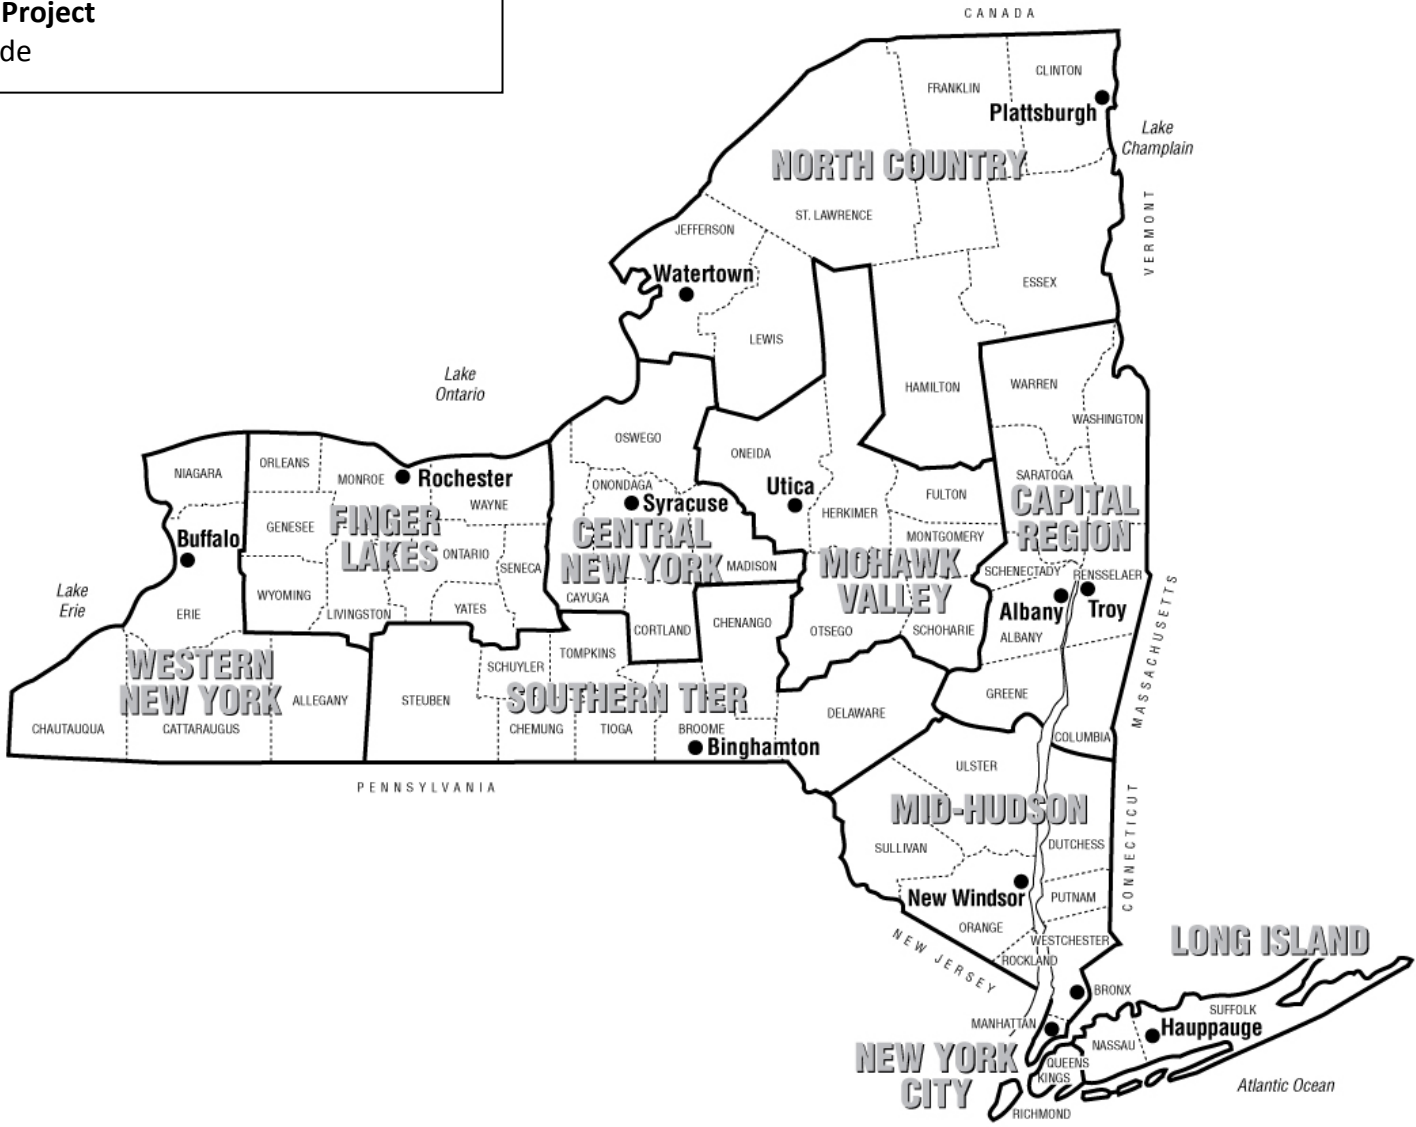 Project
de
CANADA
CLINTON
FRANKLIN
Plattsburgh
Lake
Champlain
NORTH COUNTRY
VERMONT
ST. LAWRENCE
JEFFERSON
Watertown
ESSEX
LEWIS
Lake
Ontario
HAMILTON
WARREN
WASHINGTON
OSWEGO
ONEIDA
NIAGARA
ORLEANS
MONROE
Rochester
WAYNE
ONONDAGA
Syracuse
Utica
HERKIMER
FULTON
SARATOGA
CAPITAL
REGION
Buffalo
GENESEE
FINGER
LAKES
ONTARIO
SENECA
CENTRAL
NEW YORK
MADISON
MOHAWK
VALLEY
MONTGOMERY
SCHENECTADY
RENSSELAER
Albany
Troy
ALBANY
MASSACHUSETTS
Lake
Erie
ERIE
WYOMING
LIVINGSTON
YATES
CAYUGA
CORTLAND
CHENANGO
OTSEGO
SCHOHARIE
WESTERN
NEW YORK
ALLEGANY
STEUBEN
SCHUYLER
TOMPKINS
SOUTHERN TIER
GREENE
CHAUTAUQUA
CATTARAUGUS
CHEMUNG
TIOGA
BROOME
Binghamton
DELAWARE
COLUMBIA
PENNSYLVANIA
ULSTER
MID-HUDSON
SULLIVAN
DUTCHESS
CONNECTICUT
New Windsor
PUTNAM
ORANGE
WESTCHESTER
ROCKLAND
NEW JERSEY
LONG ISLAND
BRONX
MANHATTAN
SUFFOLK
Hauppauge
NASSAU
NEW YORK
CITY
QUEENS
KINGS
RICHMOND
Atlantic Ocean